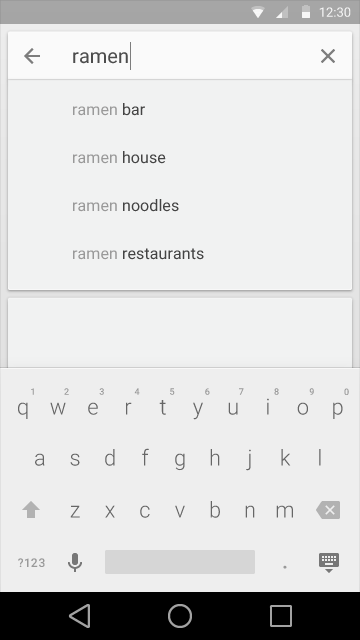 12:30
ramen
ramen bar
ramen house
ramen noodles
ramen restaurants
1 2 3 4 5 6 7 8 9 0
q w e r t y u i o p
a s d f g h j k l
z x c v b n m
?123 .